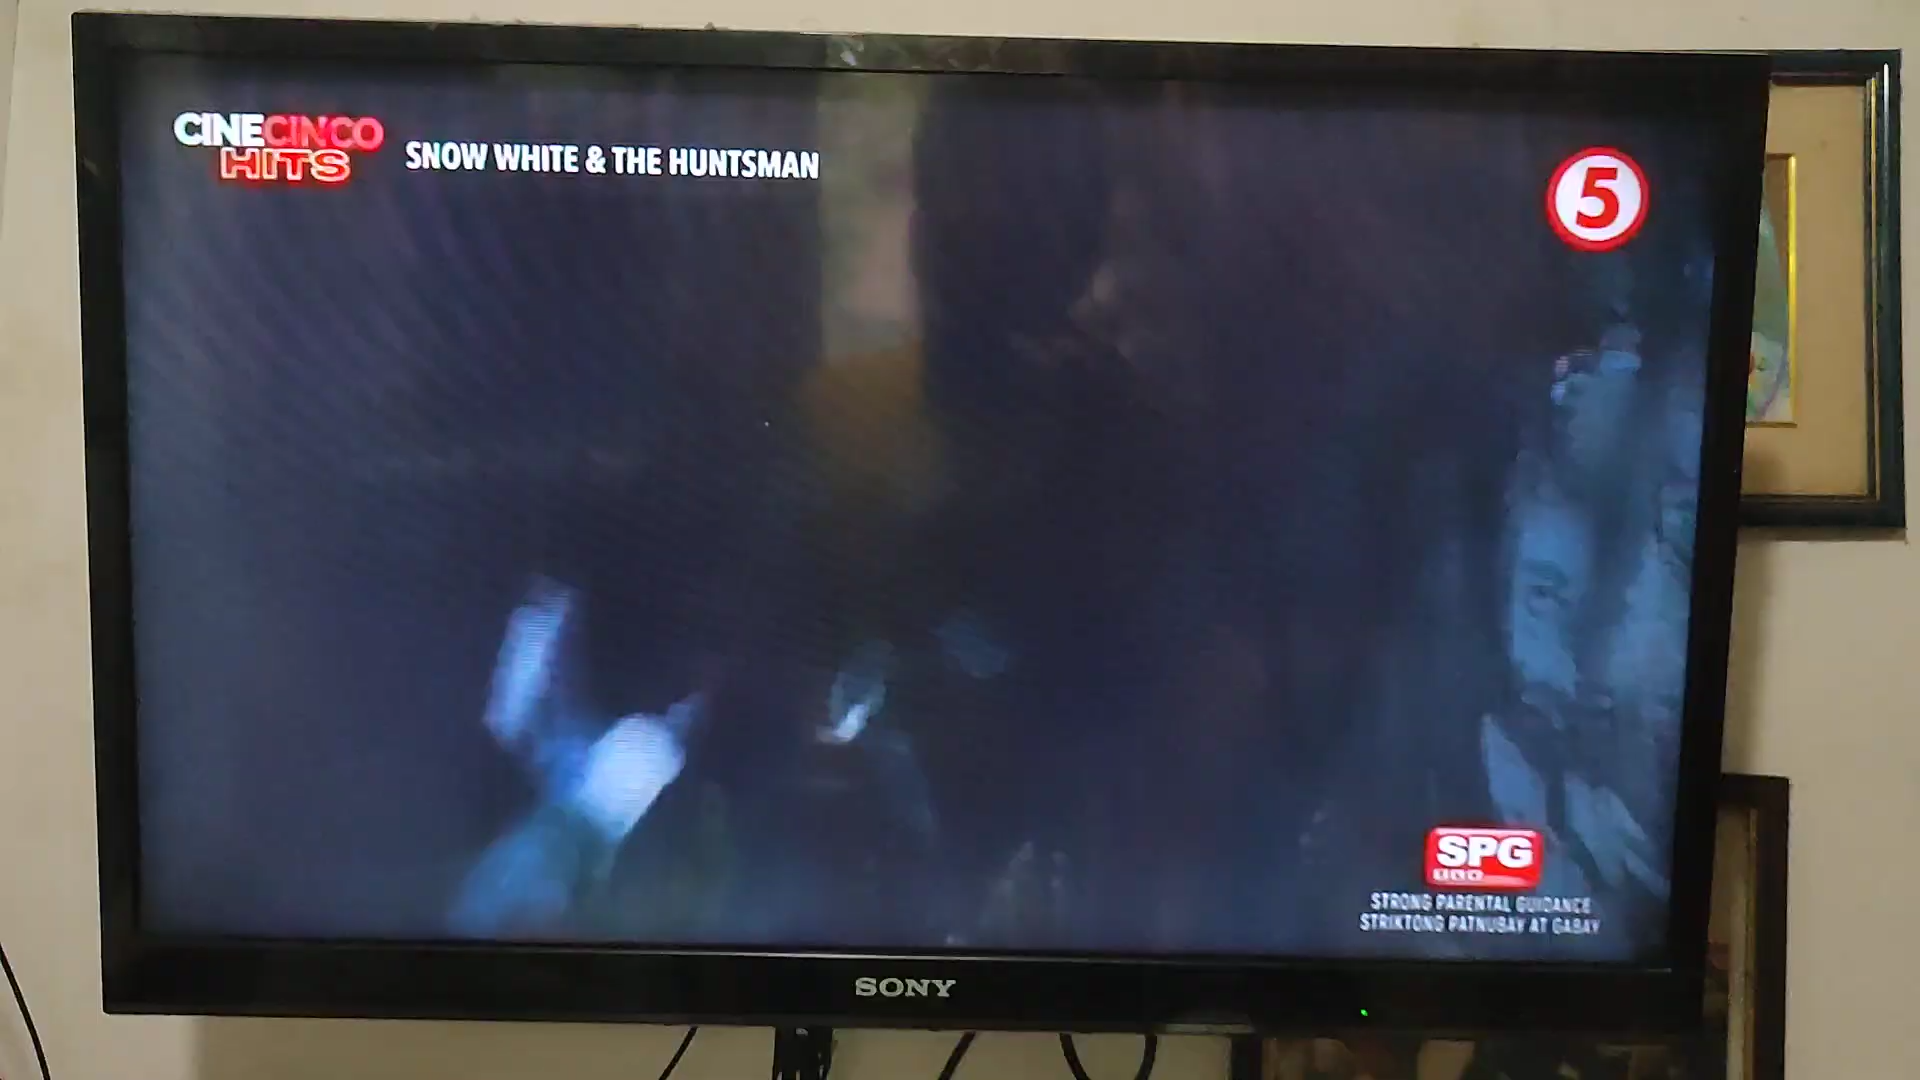 CINECINCO
HITS
SNOW WHITE & THE HUNTSMAN
5
SPG
STRONG PARENTAL GUIDANCE
STRIKTONG PATNUBAY AT GABAY
SONY